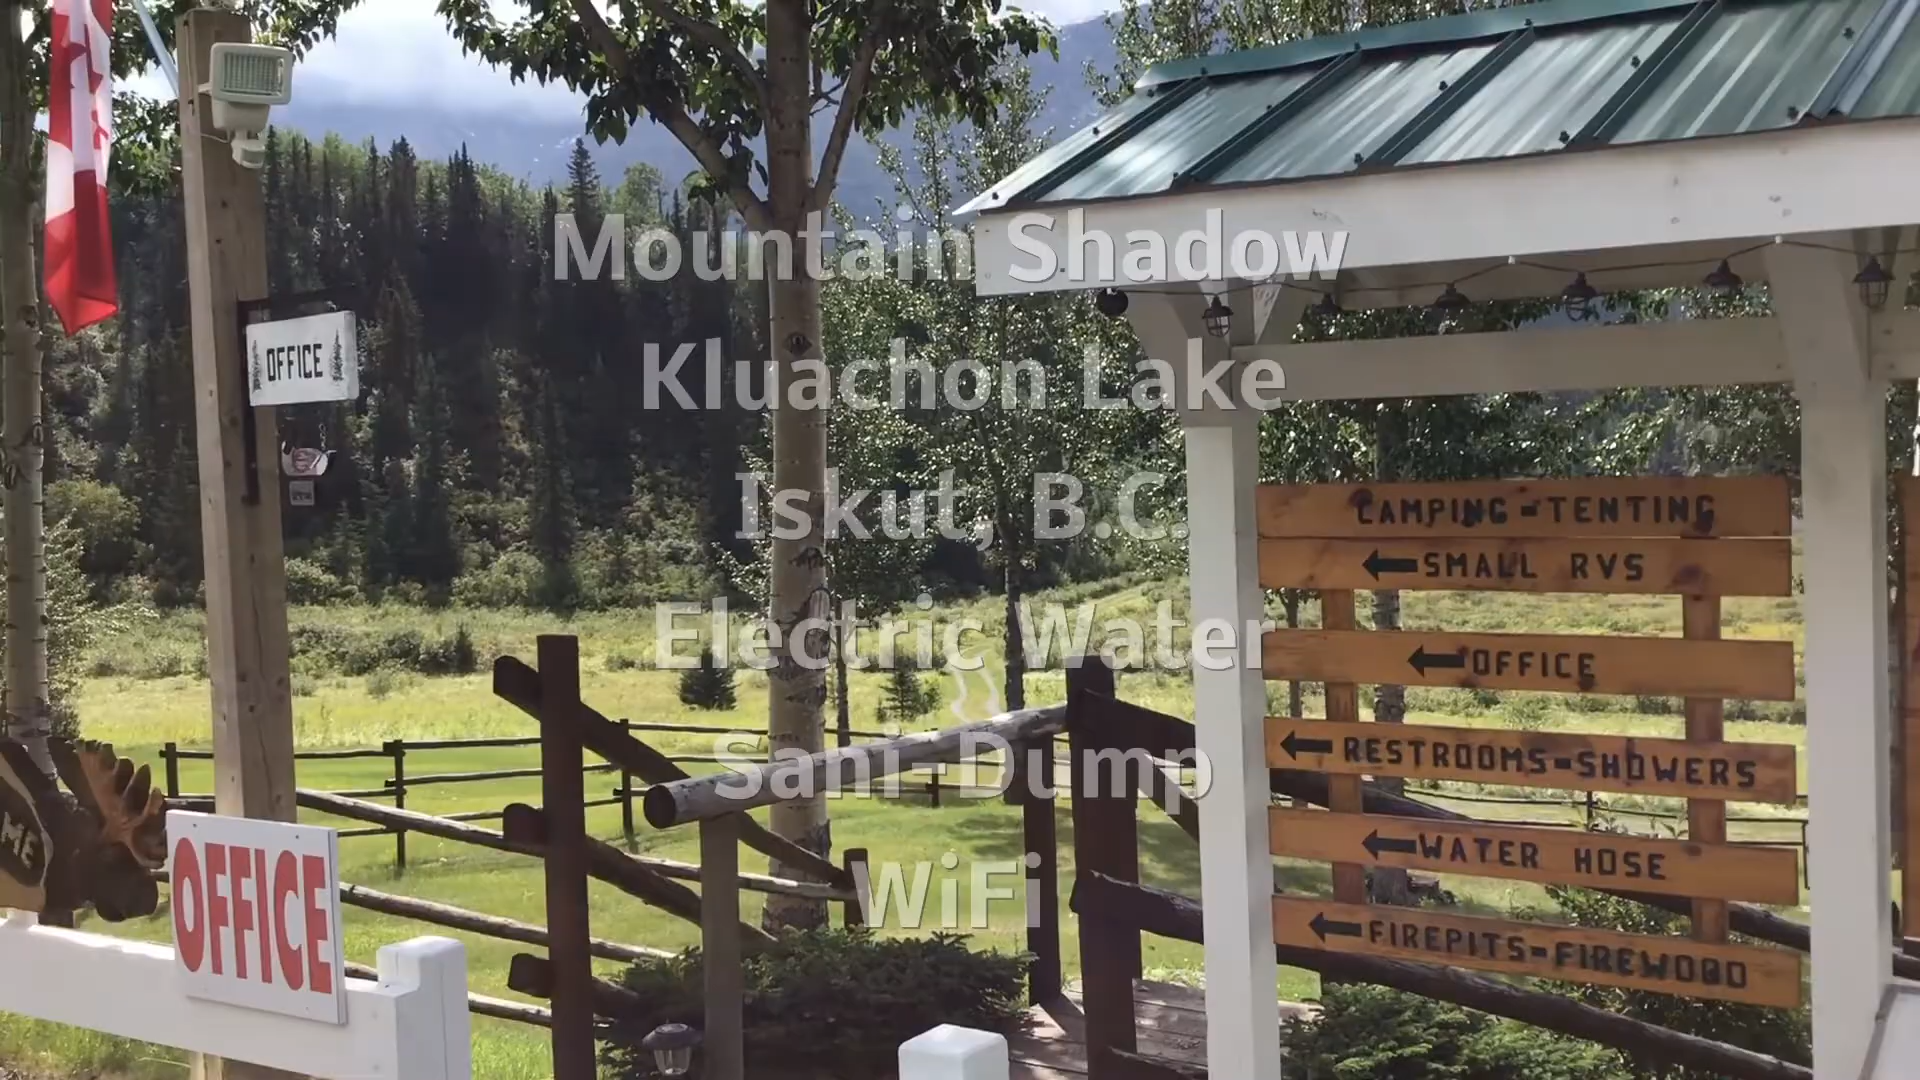 OFFICE
ME
OFFICE
Mountain Shadow
Kluachon Lake
Iskut, B.C.
Electric Water
Sani-Dump
WiFi
CAMPING-TENTING
SMALL RVS
OFFICE
RESTROOMS-SHOWERS
WATER HOSE
FIREPITS-FIREWOOD